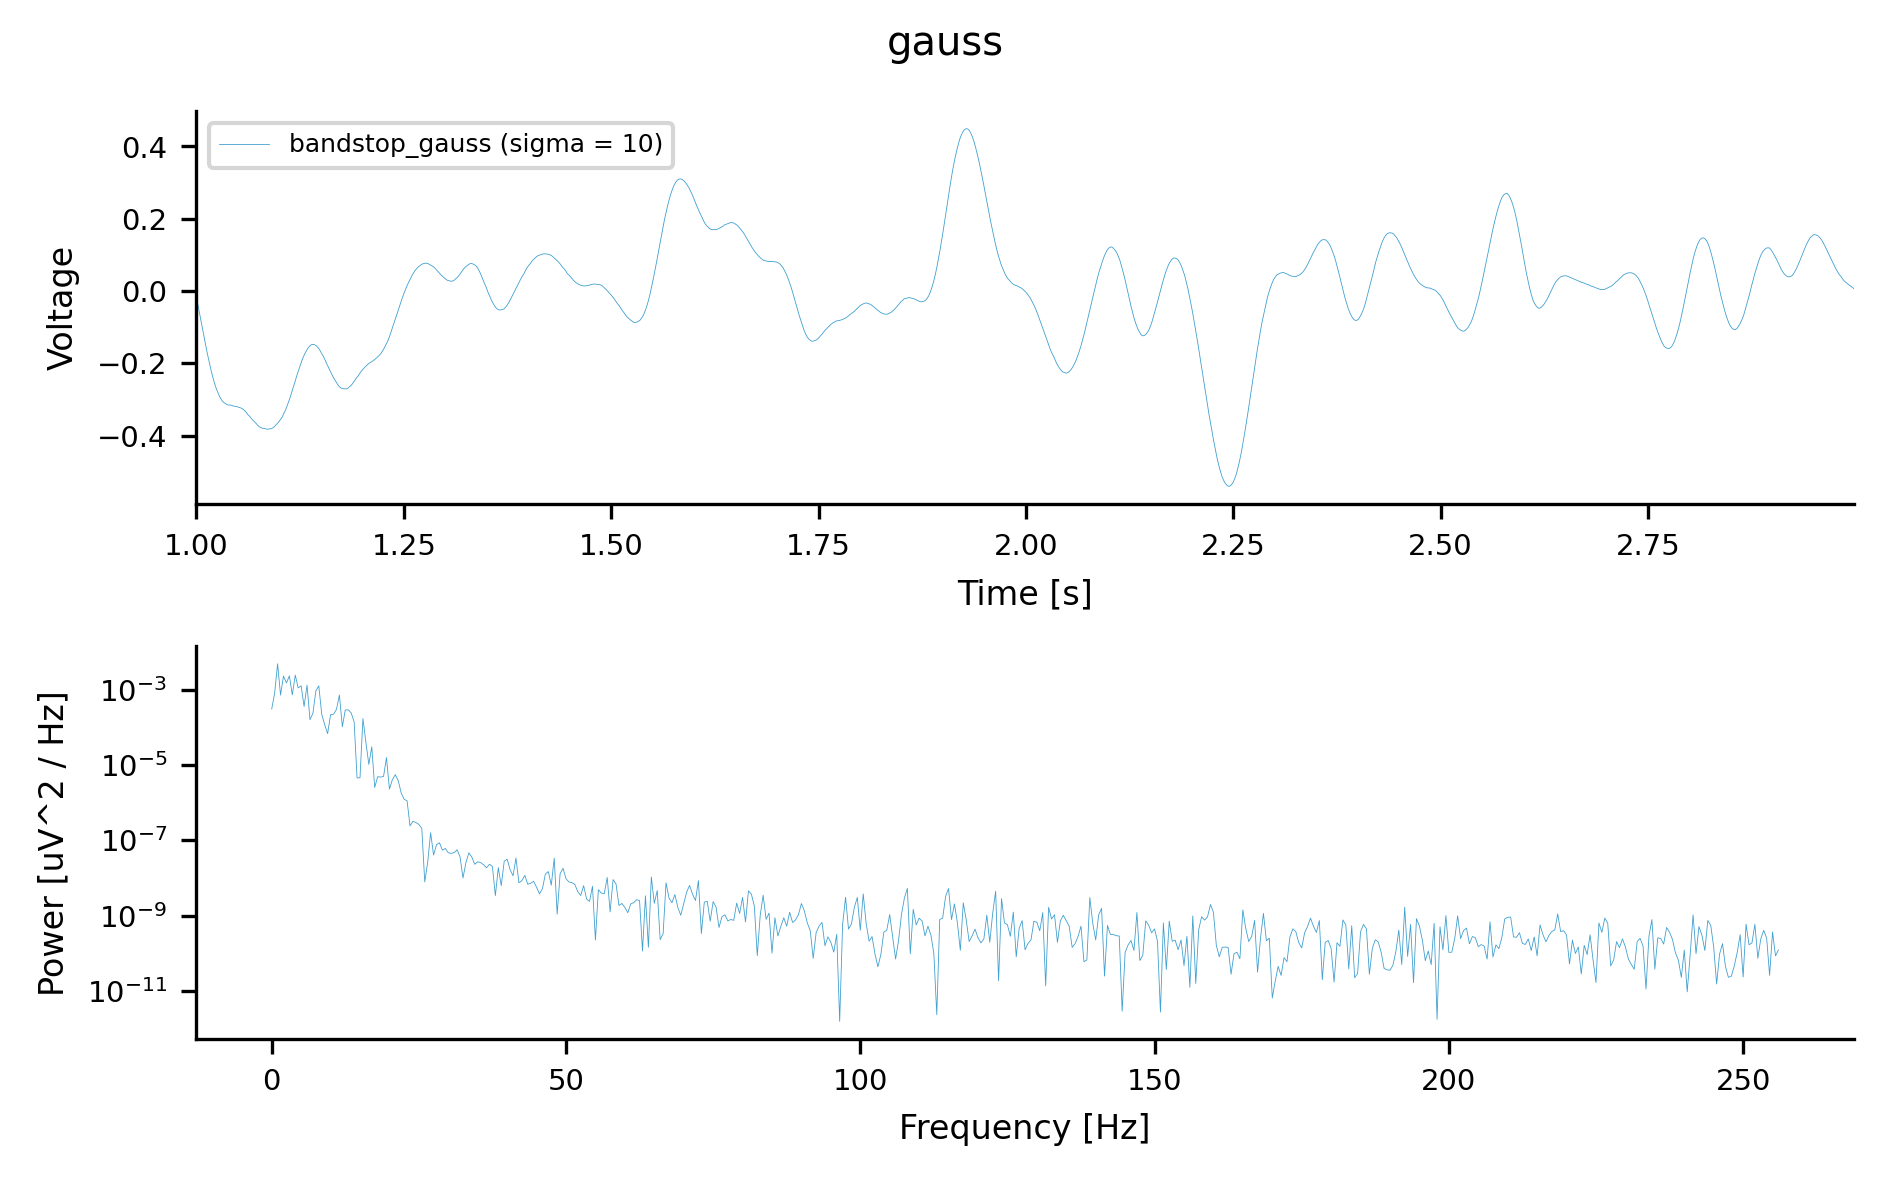 gauss
bandstop_gauss (sigma = 10)
Voltage
0.4
0.2
0.0
−0.2
−0.4
1.00 1.25 1.50 1.75 2.00 2.25 2.50 2.75
Time [s]
Power [uV^2 / Hz]
10⁻³
10⁻⁵
10⁻⁷
10⁻⁹
10⁻¹¹
0 50 100 150 200 250
Frequency [Hz]